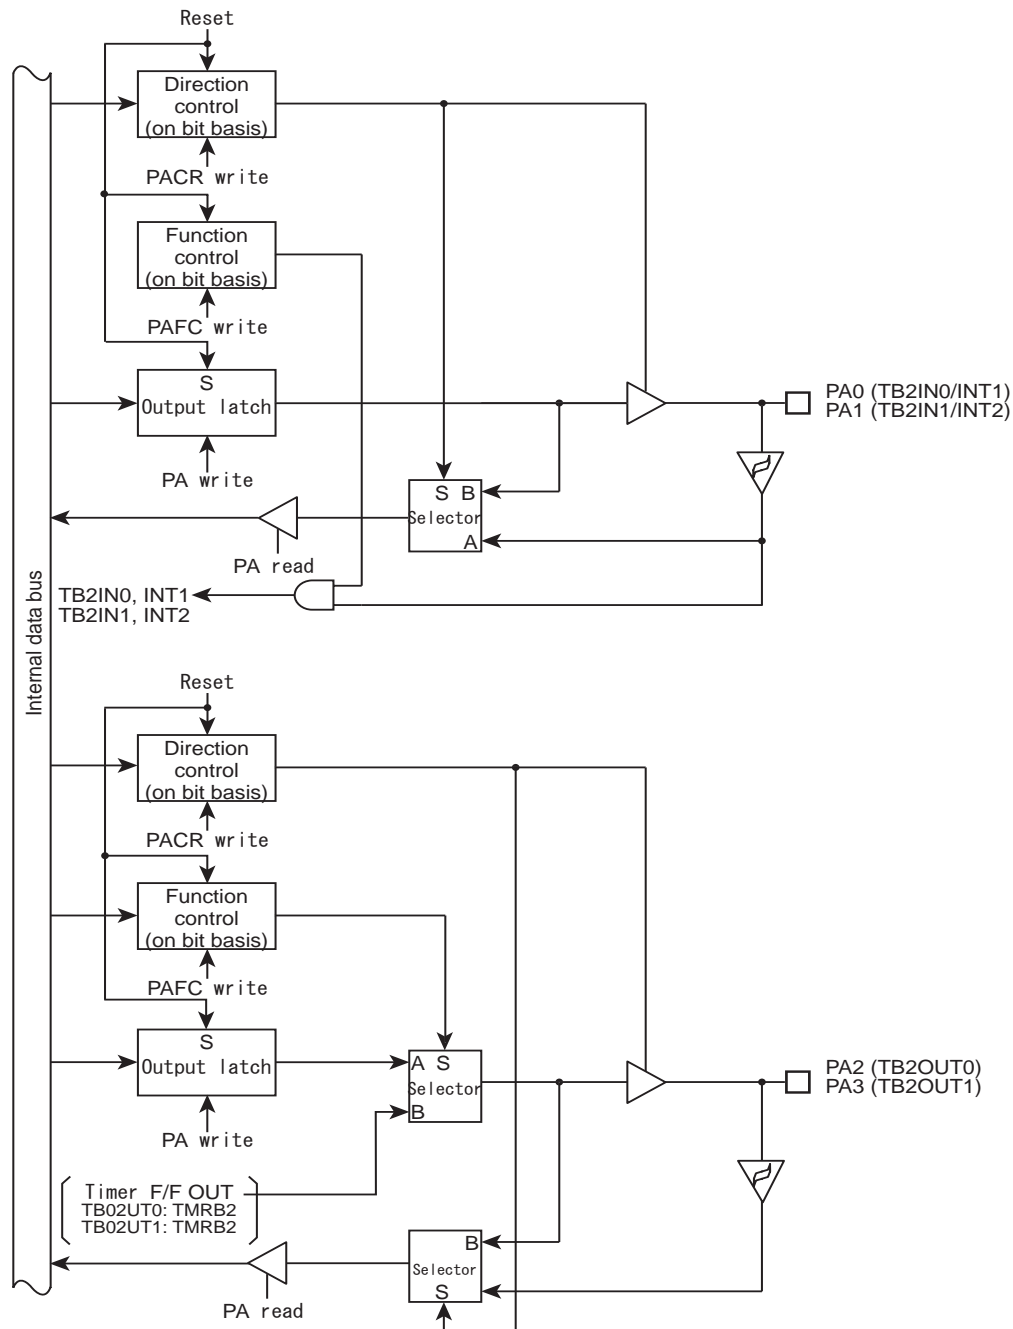 Reset
Direction
control
(on bit basis)
PACR write
Function
control
(on bit basis)
PAFC write
S
Output latch
PA write
PA0 (TB2IN0/INT1)
PA1 (TB2IN1/INT2)
S B
Selector
A
PA read
TB2IN0, INT1
TB2IN1, INT2
Internal data bus
Reset
Direction
control
(on bit basis)
PACR write
Function
control
(on bit basis)
PAFC write
S
Output latch
PA write
A S
Selector
B
PA2 (TB2OUT0)
PA3 (TB2OUT1)
Timer F/F OUT
TB02UT0: TMRB2
TB02UT1: TMRB2
B
Selector
S
PA read